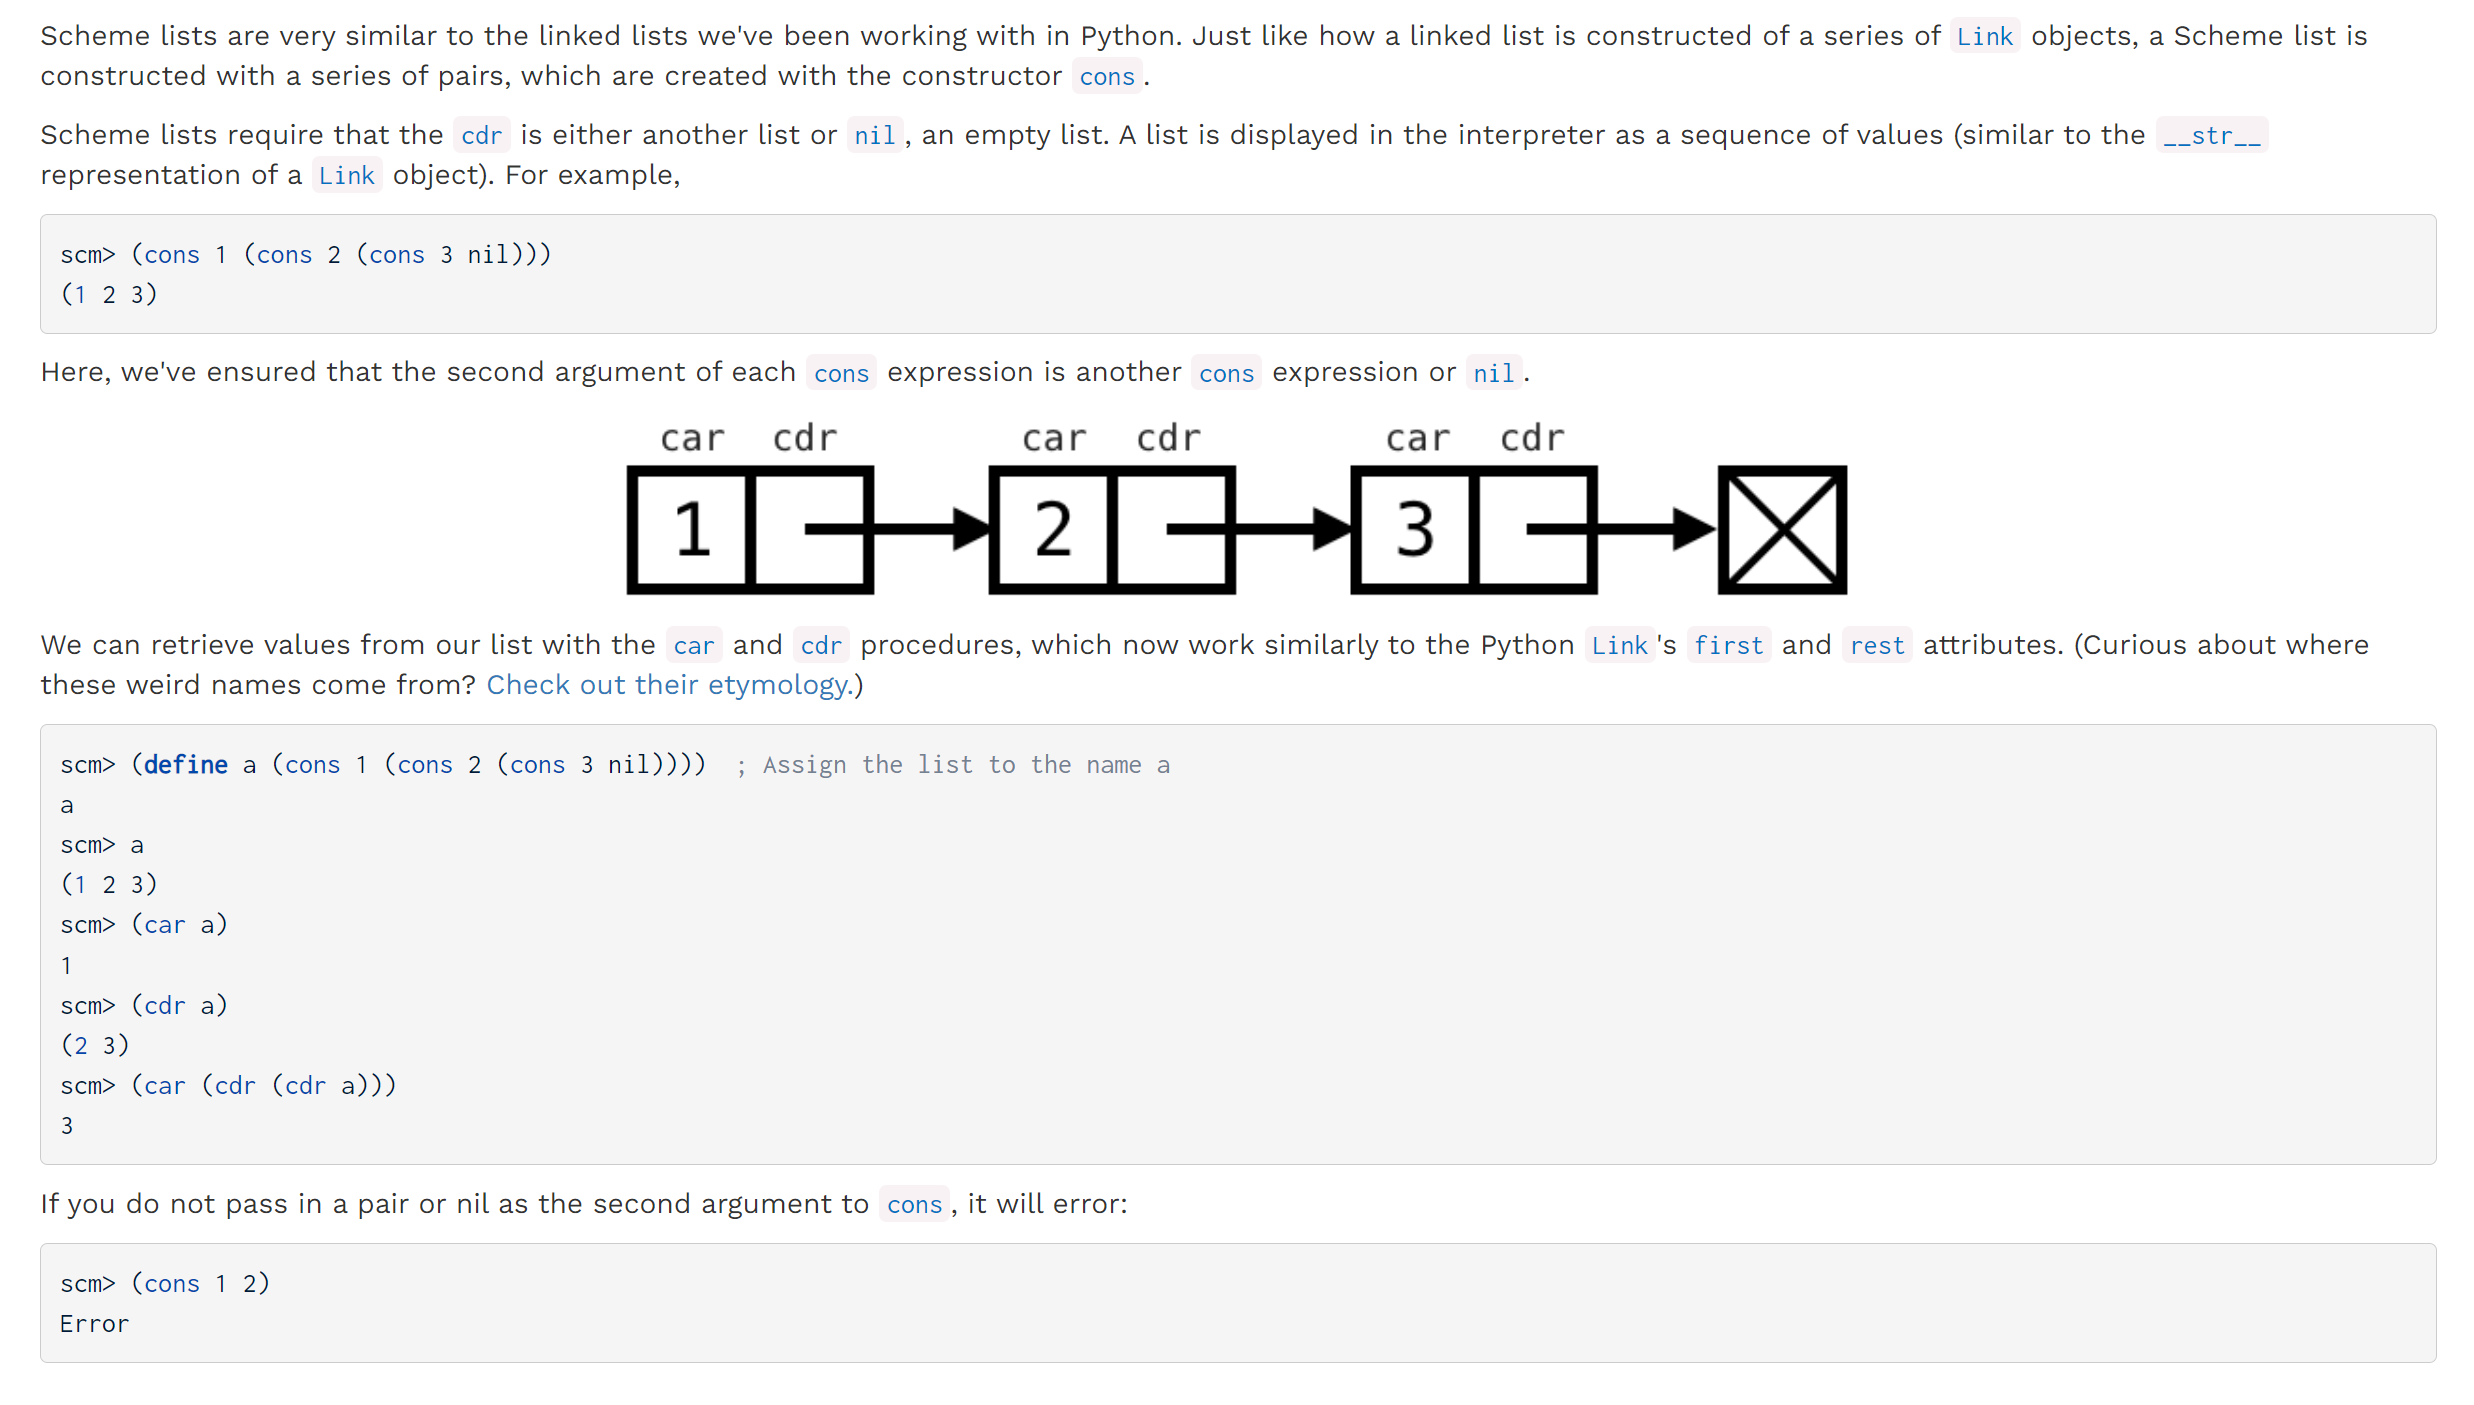 Scheme lists are very similar to the linked lists we've been working with in Python. Just like how a linked list is constructed of a series of Link objects, a Scheme list is
constructed with a series of pairs, which are created with the constructor cons.
Scheme lists require that the cdr is either another list or nil, an empty list. A list is displayed in the interpreter as a sequence of values (similar to the __str__
representation of a Link object). For example,
scm> (cons 1 (cons 2 (cons 3 nil)))
(1 2 3)
Here, we've ensured that the second argument of each cons expression is another cons expression or nil.
car cdr car cdr car cdr
1 2 3
We can retrieve values from our list with the car and cdr procedures, which now work similarly to the Python Link's first and rest attributes. (Curious about where
these weird names come from? Check out their etymology.)
scm> (define a (cons 1 (cons 2 (cons 3 nil))))  ; Assign the list to the name a
a
scm> a
(1 2 3)
scm> (car a)
1
scm> (cdr a)
(2 3)
scm> (car (cdr (cdr a)))
3
If you do not pass in a pair or nil as the second argument to cons, it will error:
scm> (cons 1 2)
Error